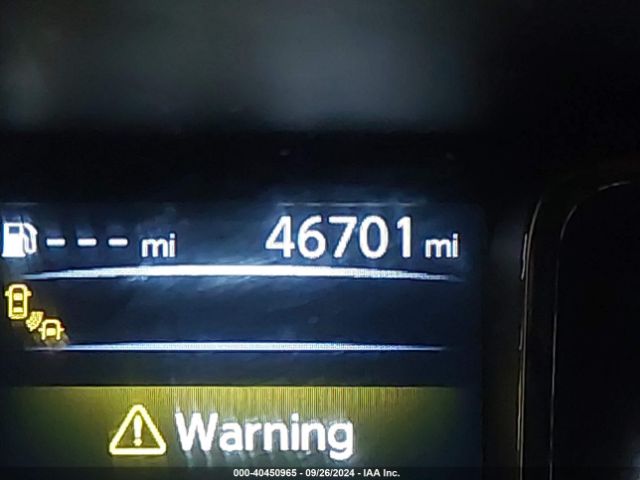 --- mi 46701 mi
Warning
000-40450965 - 09/26/2024 - IAA Inc.